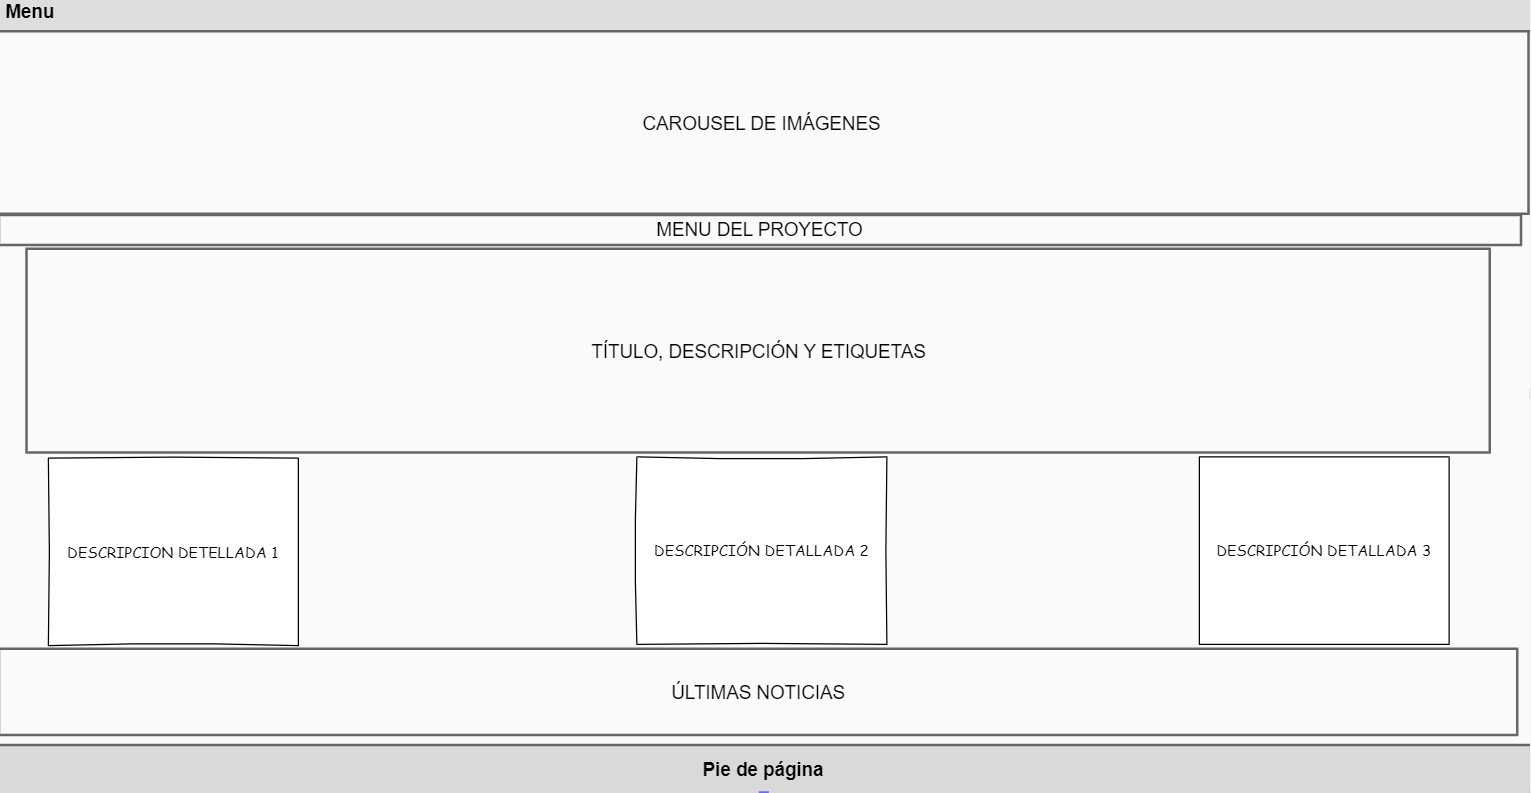 Menu
CAROUSEL DE IMÁGENES
MENU DEL PROYECTO
TÍTULO, DESCRIPCIÓN Y ETIQUETAS
DESCRIPCION DETELLADA 1
DESCRIPCIÓN DETALLADA 2
DESCRIPCIÓN DETALLADA 3
ÚLTIMAS NOTICIAS
Pie de página